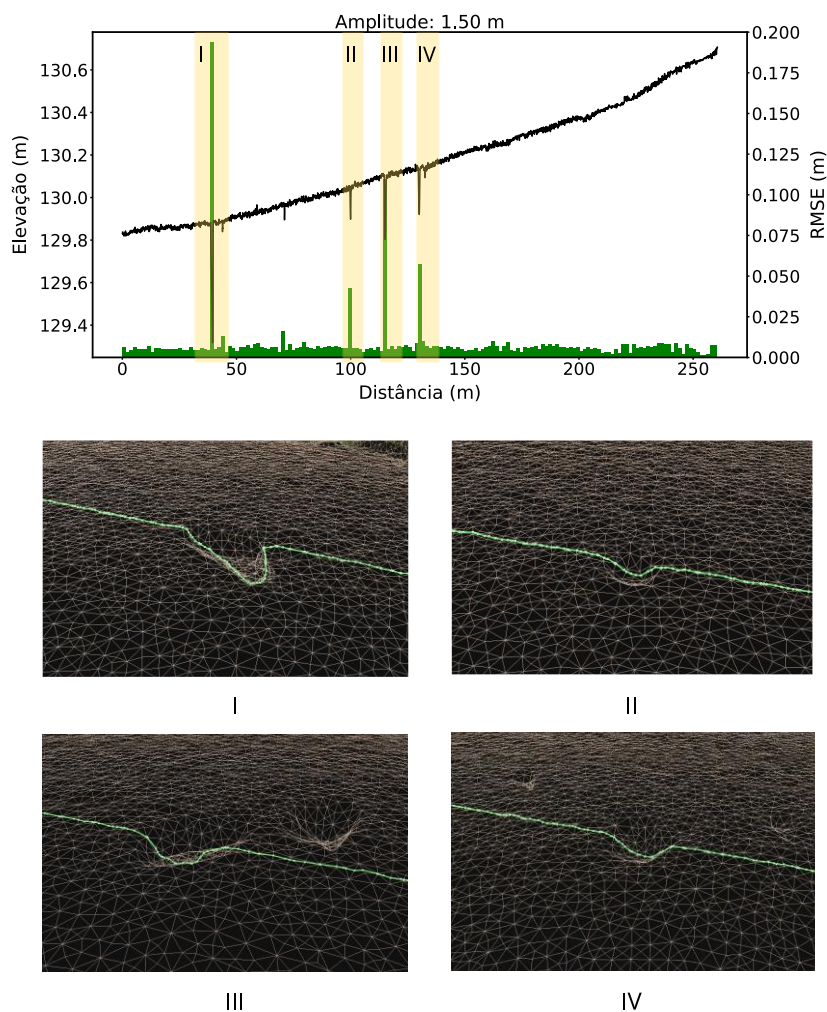 Amplitude: 1.50 m
I II III IV
130.6
130.4
130.2
130.0
129.8
129.6
129.4
Elevação (m)
0.200
0.175
0.150
0.125
0.100
0.075
0.050
0.025
0.000
RMSE (m)
0 50 100 150 200 250
Distância (m)
I II
III IV